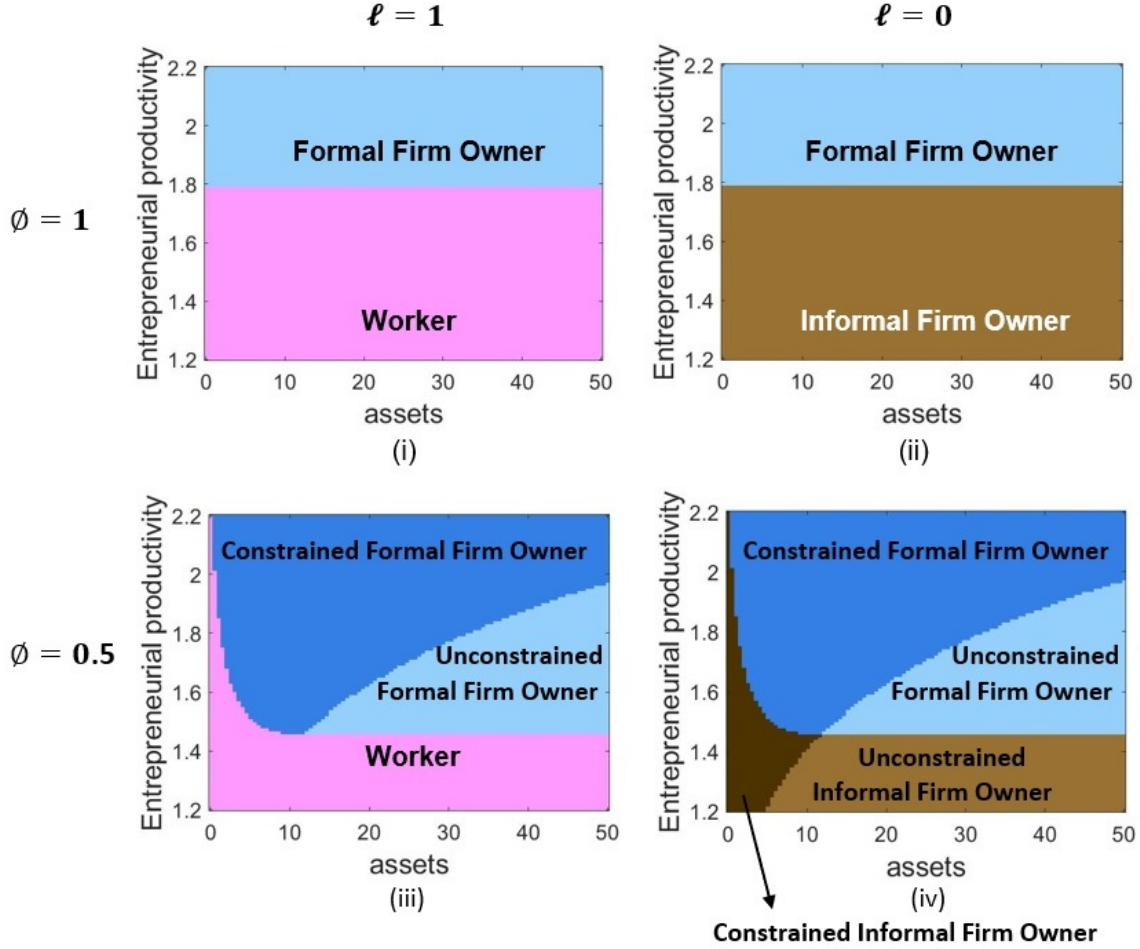 ℓ = 1
ℓ = 0
∅ = 1
Entrepreneurial productivity
2.2
2
1.8
1.6
1.4
1.2
Formal Firm Owner
Worker
0 10 20 30 40 50
assets
(i)
Entrepreneurial productivity
2.2
2
1.8
1.6
1.4
1.2
Formal Firm Owner
Informal Firm Owner
0 10 20 30 40 50
assets
(ii)
∅ = 0.5
Entrepreneurial productivity
2.2
2
1.8
1.6
1.4
1.2
Constrained Formal Firm Owner
Unconstrained
Formal Firm Owner
Worker
0 10 20 30 40 50
assets
(iii)
Entrepreneurial productivity
2.2
2
1.8
1.6
1.4
1.2
Constrained Formal Firm Owner
Unconstrained
Formal Firm Owner
Unconstrained
Informal Firm Owner
0 10 20 30 40 50
assets
(iv)
Constrained Informal Firm Owner